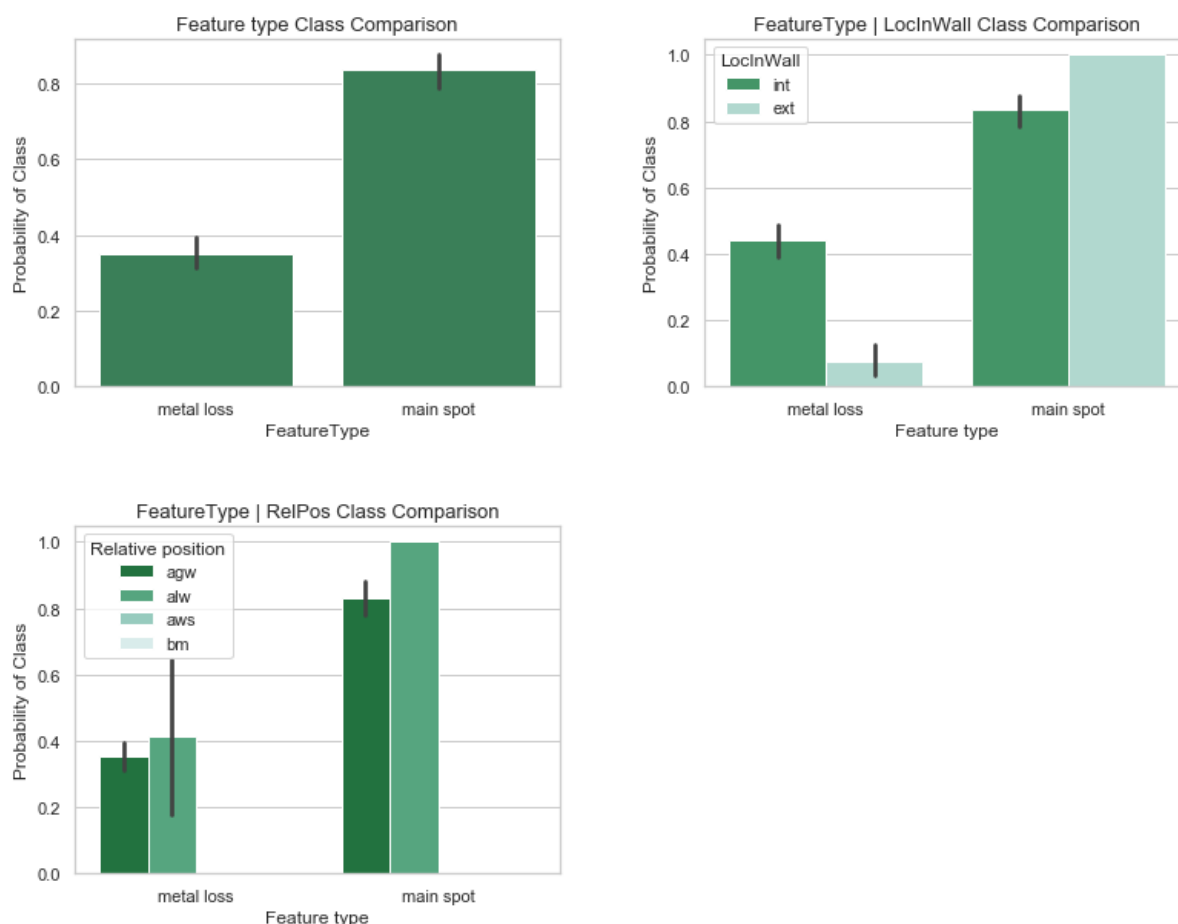 Feature type Class Comparison
Probability of Class
0.8
0.6
0.4
0.2
0.0
metal loss
main spot
FeatureType
FeatureType | LocInWall Class Comparison
LocInWall
int
ext
Probability of Class
1.0
0.8
0.6
0.4
0.2
0.0
metal loss
main spot
Feature type
FeatureType | RelPos Class Comparison
Relative position
agw
alw
aws
bm
Probability of Class
1.0
0.8
0.6
0.4
0.2
0.0
metal loss
main spot
Feature type